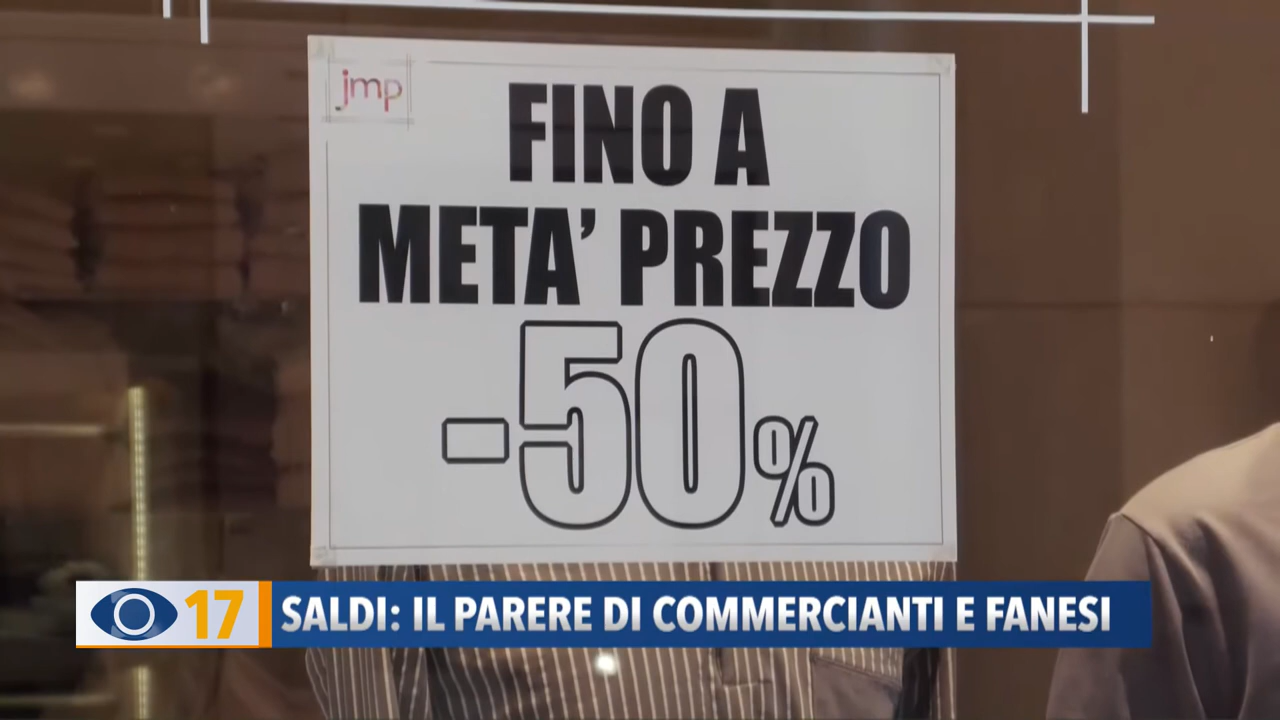 jmp
FINO A
META' PREZZO
-50%
17 SALDI: IL PARERE DI COMMERCIANTI E FANESI